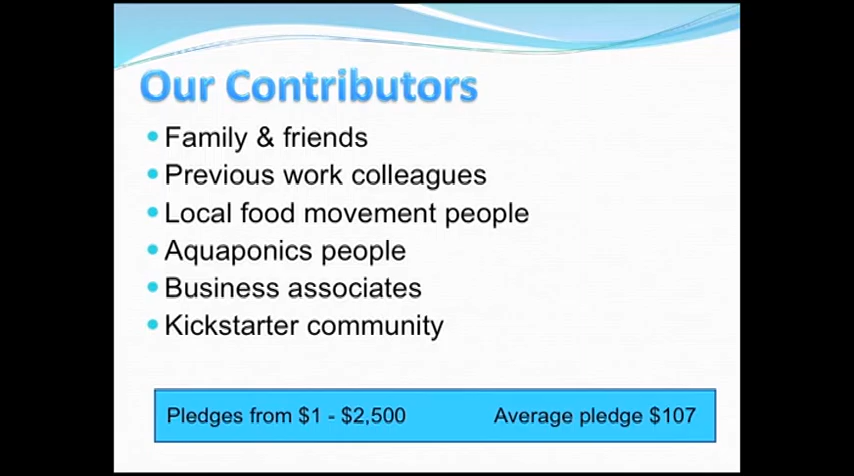 Our Contributors
• Family & friends
• Previous work colleagues
• Local food movement people
• Aquaponics people
• Business associates
• Kickstarter community
Pledges from $1 - $2,500 Average pledge $107